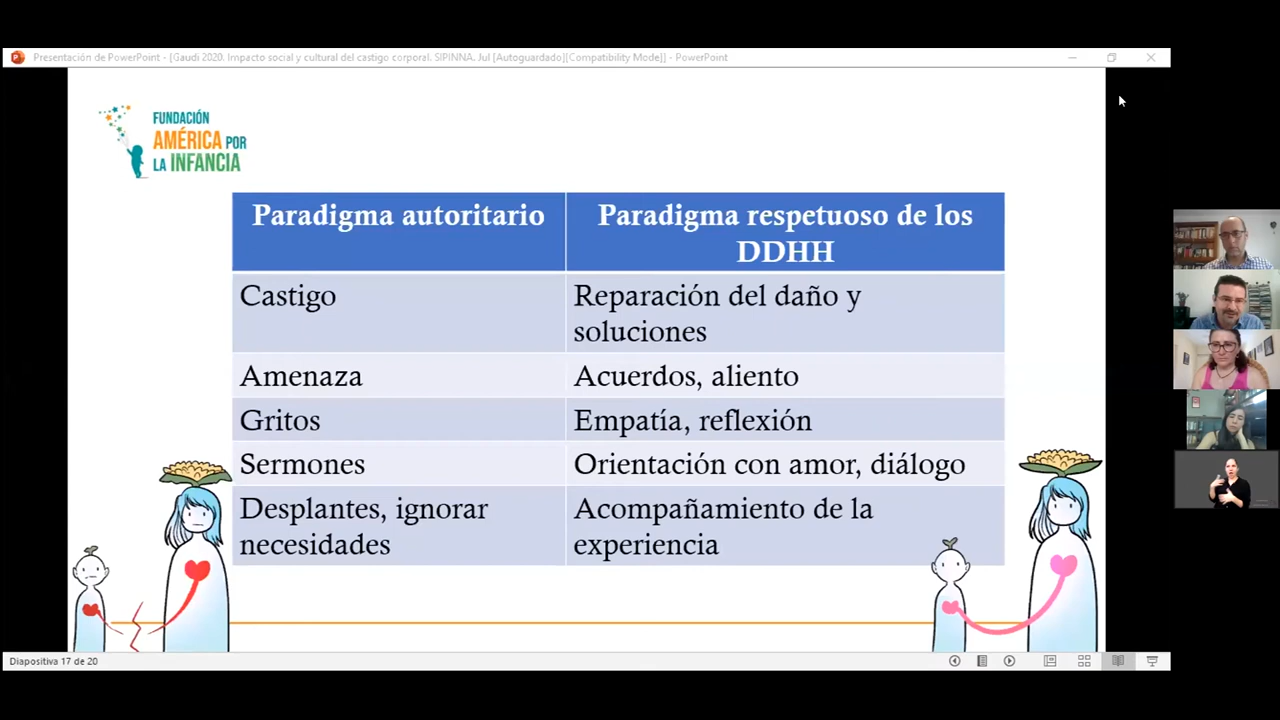 Presentación de PowerPoint - [Gaudi 2020. Impacto social y cultural del castigo corporal. SIPINNA. Jul [Autoguardado][Compatibility Mode]] - PowerPoint
FUNDACIÓN
AMÉRICA POR
LA INFANCIA
Paradigma autoritario
Paradigma respetuoso de los
DDHH
Castigo
Reparación del daño y
soluciones
Amenaza
Acuerdos, aliento
Gritos
Empatía, reflexión
Sermones
Orientación con amor, diálogo
Desplantes, ignorar
necesidades
Acompañamiento de la
experiencia
Diapositiva 17 de 20